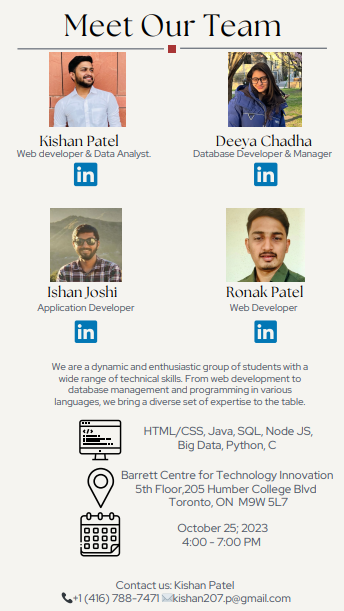 Meet Our Team
Kishan Patel
Web developer & Data Analyst.
in
Deeya Chadha
Database Developer & Manager
in
Ishan Joshi
Application Developer
in
Ronak Patel
Web Developer
in
We are a dynamic and enthusiastic group of students with a
wide range of technical skills. From web development to
database management and programming in various
languages, we bring a diverse set of expertise to the table.
HTML/CSS, Java, SQL, Node JS,
Big Data, Python, C
Barrett Centre for Technology Innovation
5th Floor,205 Humber College Blvd
Toronto, ON M9W 5L7
October 25; 2023
4:00 - 7:00 PM
Contact us: Kishan Patel
+1 (416) 788-7471 kishan207.p@gmail.com